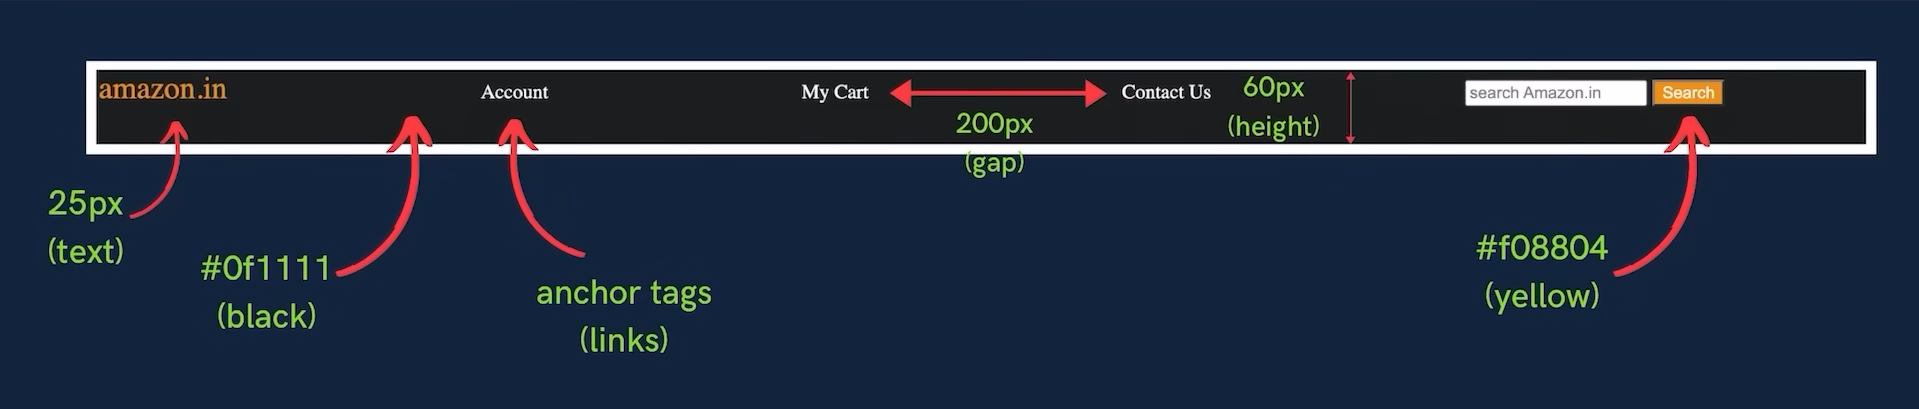 amazon.in
Account
My Cart
Contact Us
60px
(height)
search Amazon.in
Search
200px
(gap)
25px
(text)
#0f1111
(black)
anchor tags
(links)
#f08804
(yellow)